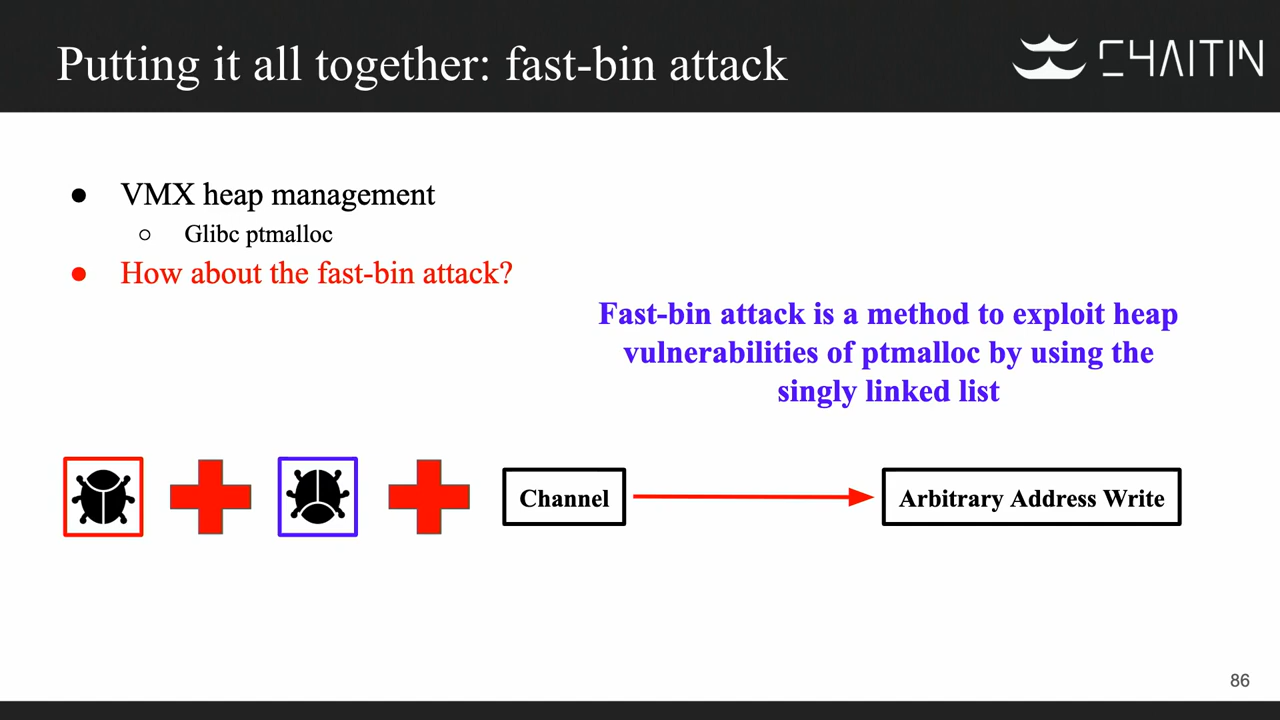 Putting it all together: fast-bin attack
CHAITIN
● VMX heap management
○ Glibc ptmalloc
● How about the fast-bin attack?
Fast-bin attack is a method to exploit heap
vulnerabilities of ptmalloc by using the
singly linked list
Channel
Arbitrary Address Write
86